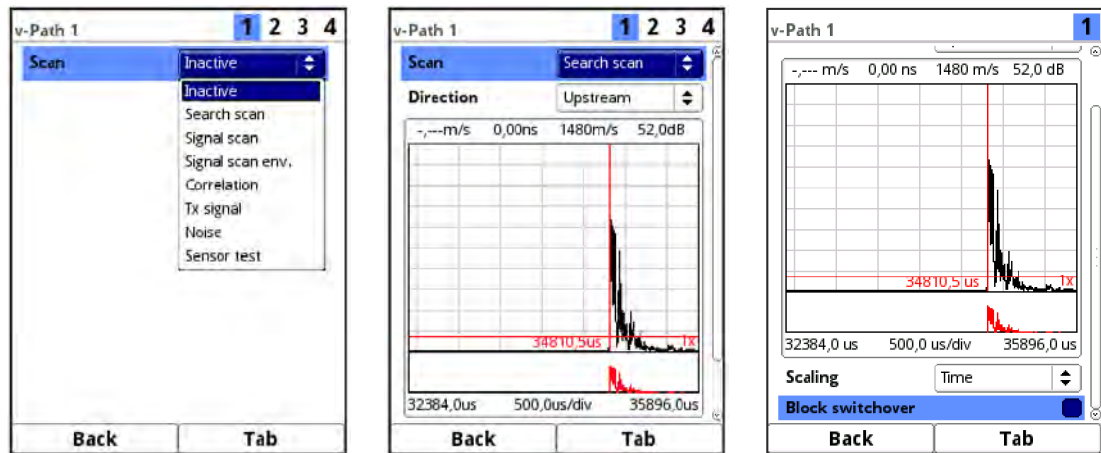 v-Path 1 1 2 3 4
Scan Inactive
Inactive
Search scan
Signal scan
Signal scan env.
Correlation
Tx signal
Noise
Sensor test
Back Tab
v-Path 1 1 2 3 4
Scan Search scan
Direction Upstream
-,---m/s 0,00ns 1480m/s 52,0dB
34810,5us 1x
32384,0us 500,0us/div 35896,0us
Back Tab
v-Path 1 1
-,--- m/s 0,00 ns 1480 m/s 52,0 dB
34810,5 us 1x
32384,0 us 500,0 us/div 35896,0 us
Scaling Time
Block switchover
Back Tab